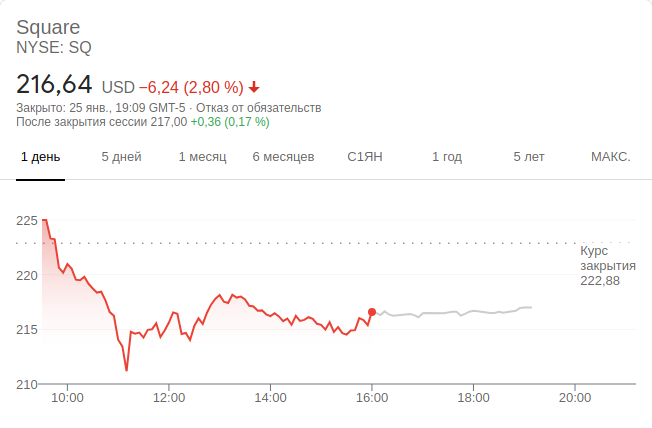 Square
NYSE: SQ
216,64 USD −6,24 (2,80 %)
Закрыто: 25 янв., 19:09 GMT-5 · Отказ от обязательств
После закрытия сессии 217,00 +0,36 (0,17 %)
1 день 5 дней 1 месяц 6 месяцев С1ЯН 1 год 5 лет МАКС.
225
Курс
закрытия
222,88
220
215
210
10:00 12:00 14:00 16:00 18:00 20:00